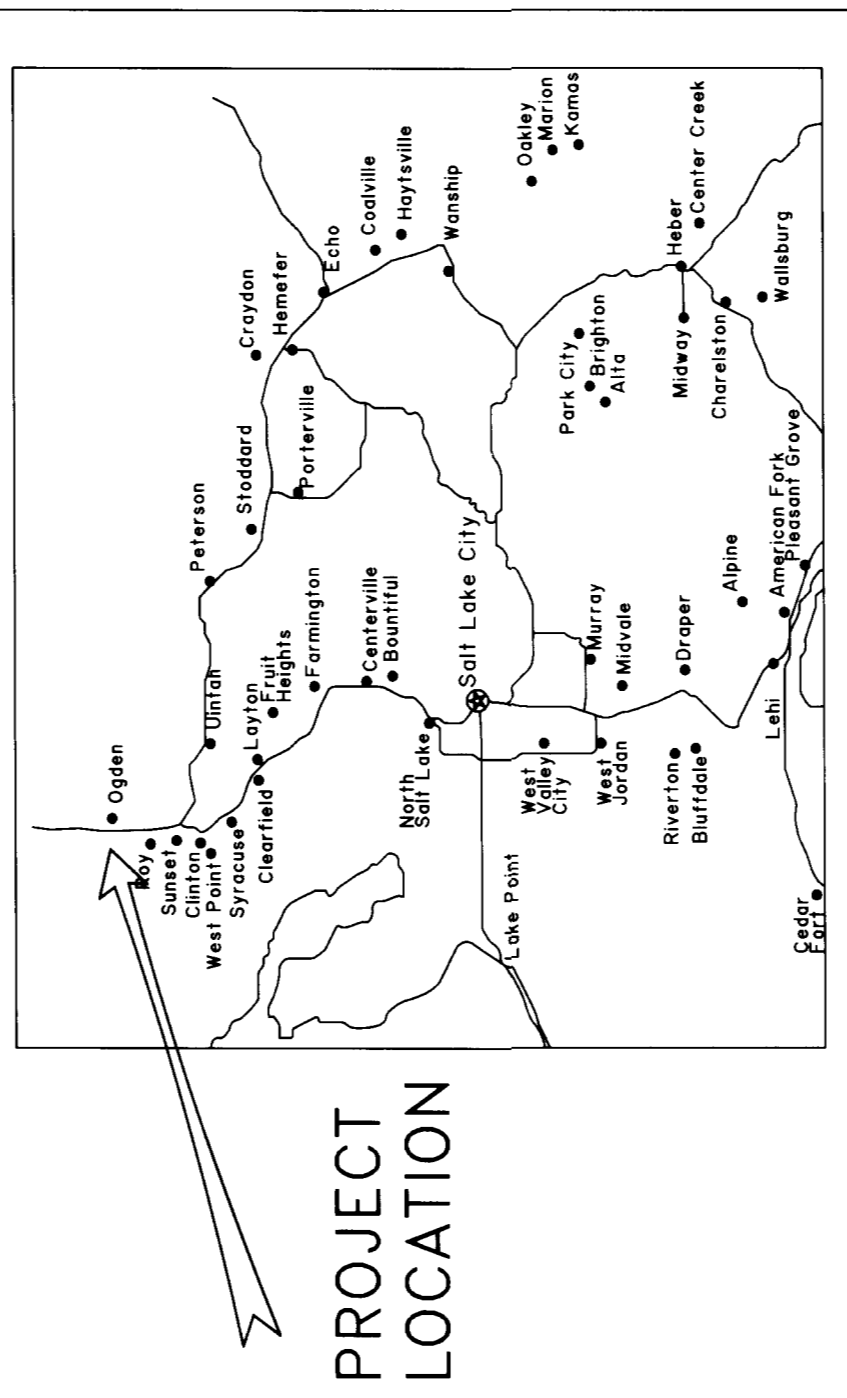 PROJECT
LOCATION
Ogden
Roy
Sunset
Clinton
West Point
Syracuse
Clearfield
Layton
Fruit
Heights
Uintah
Peterson
Stoddard
Porterville
Craydon
Hemefer
Echo
Coalville
Haytsville
Wanship
Farmington
Centerville
Bountiful
North
Salt Lake
Salt Lake City
Lake Point
West
Valley
City
West
Jordan
Murray
Midvale
Draper
Riverton
Bluffdale
Park City
Brighton
Alta
Oakley
Marion
Kamas
Heber
Center Creek
Midway
Charelston
Wallsburg
Alpine
American Fork
Pleasant Grove
Lehi
Cedar
Fort